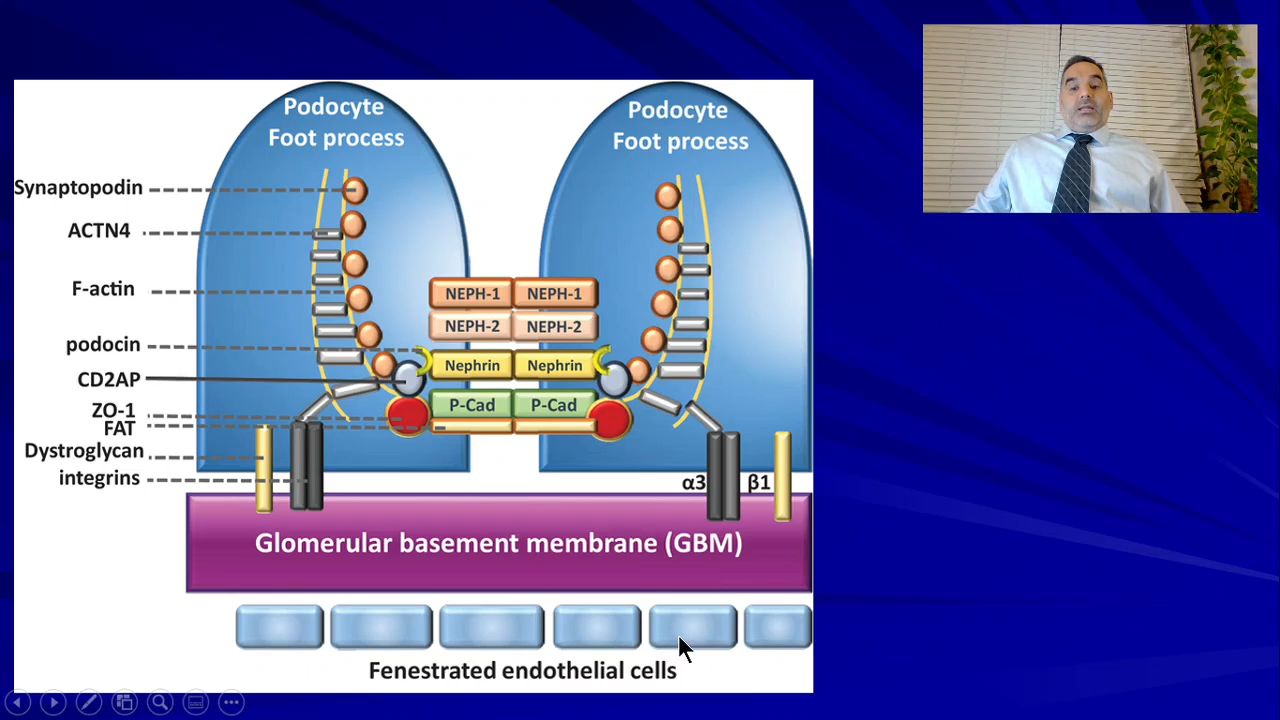 Podocyte
Foot process
Podocyte
Foot process
Synaptopodin
ACTN4
F-actin
podocin
CD2AP
ZO-1
FAT
Dystroglycan
integrins
NEPH-1 NEPH-1
NEPH-2 NEPH-2
Nephrin Nephrin
P-Cad P-Cad
α3 β1
Glomerular basement membrane (GBM)
Fenestrated endothelial cells